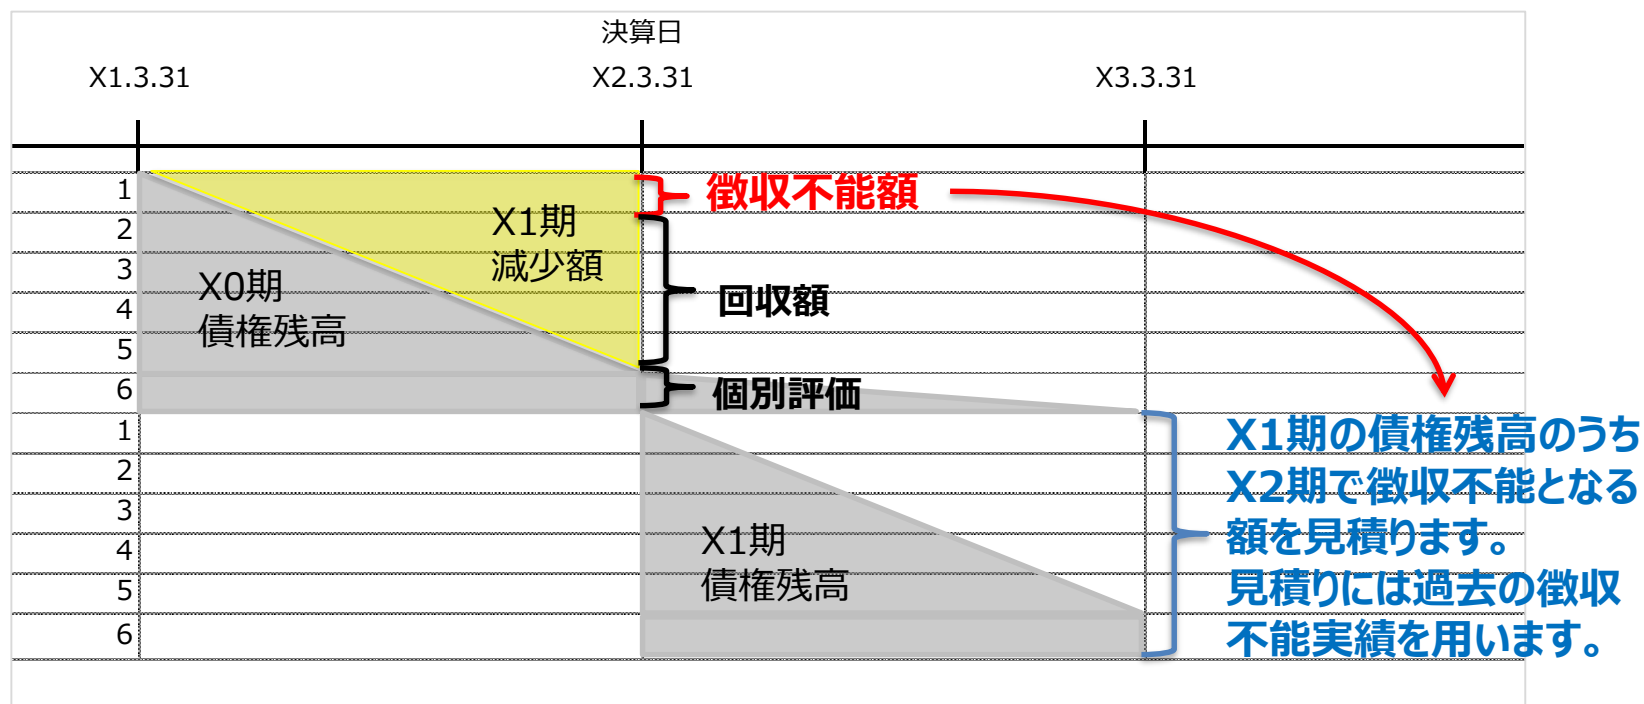 決算日
X1.3.31
X2.3.31
X3.3.31
1
2
3
4
5
6
X0期
債権残高
X1期
減少額
徴収不能額
回収額
個別評価
1
2
3
4
5
6
X1期
債権残高
X1期の債権残高のうち
X2期で徴収不能となる
額を見積ります。
見積りには過去の徴収
不能実績を用います。